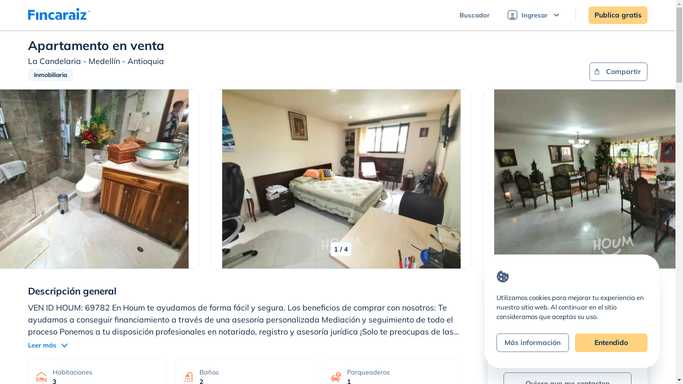 Fincaraiz
Buscador
Ingresar
Publica gratis
Apartamento en venta
La Candelaria - Medellín - Antioquia
Inmobiliaria
Compartir
1 / 4
HOUM
Descripción general
VEN ID HOUM: 69782 En Houm te ayudamos de forma fácil y segura. Los beneficios de comprar con nosotros: Te
ayudamos a conseguir financiamiento a través de una asesoría personalizada Mediación y seguimiento de todo el
proceso Ponemos a tu disposición profesionales en notariado, registro y asesoría jurídica ¡Solo te preocupas de las...
Leer más
Habitaciones
3
Baños
2
Parqueaderos
1
Utilizamos cookies para mejorar tu experiencia en
nuestro sitio web. Al continuar en el sitio
consideramos que aceptas su uso.
Más información
Entendido
Quiero que me contacten